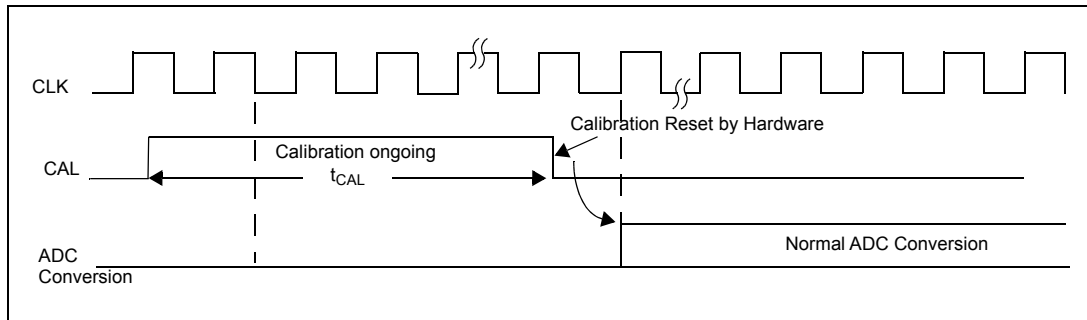 CLK
Calibration Reset by Hardware
Calibration ongoing
CAL
tCAL
Normal ADC Conversion
ADC
Conversion